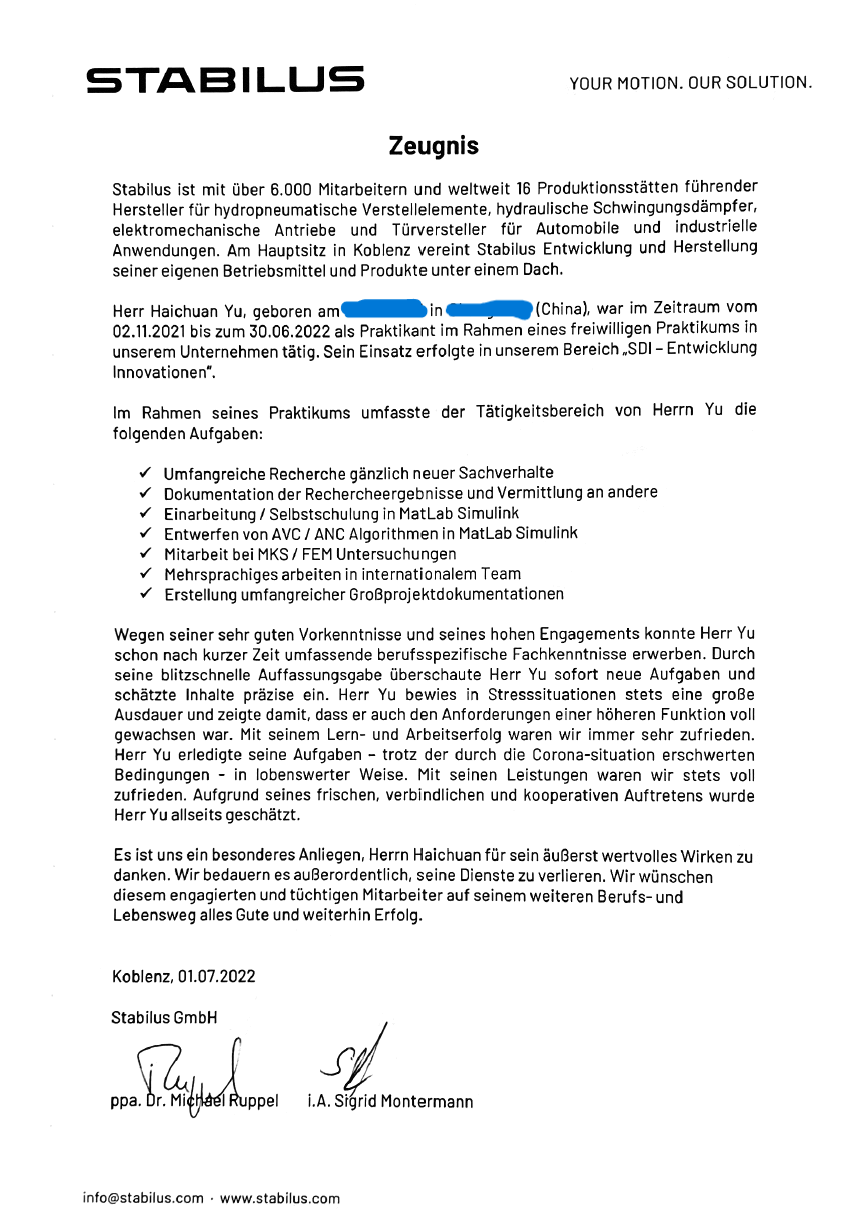 STABILUS
YOUR MOTION. OUR SOLUTION.
Zeugnis
Stabilus ist mit über 6.000 Mitarbeitern und weltweit 16 Produktionsstätten führender
Hersteller für hydropneumatische Verstellelemente, hydraulische Schwingungsdämpfer,
elektromechanische Antriebe und Türversteller für Automobile und industrielle
Anwendungen. Am Hauptsitz in Koblenz vereint Stabilus Entwicklung und Herstellung
seiner eigenen Betriebsmittel und Produkte unter einem Dach.
Herr Haichuan Yu, geboren am in (China), war im Zeitraum vom
02.11.2021 bis zum 30.06.2022 als Praktikant im Rahmen eines freiwilligen Praktikums in
unserem Unternehmen tätig. Sein Einsatz erfolgte in unserem Bereich „SDI – Entwicklung
Innovationen“.
Im Rahmen seines Praktikums umfasste der Tätigkeitsbereich von Herrn Yu die
folgenden Aufgaben:
✓ Umfangreiche Recherche gänzlich neuer Sachverhalte
✓ Dokumentation der Rechercheergebnisse und Vermittlung an andere
✓ Einarbeitung / Selbstschulung in MatLab Simulink
✓ Entwerfen von AVC / ANC Algorithmen in MatLab Simulink
✓ Mitarbeit bei MKS / FEM Untersuchungen
✓ Mehrsprachiges arbeiten in internationalem Team
✓ Erstellung umfangreicher Großprojektdokumentationen
Wegen seiner sehr guten Vorkenntnisse und seines hohen Engagements konnte Herr Yu
schon nach kurzer Zeit umfassende berufsspezifische Fachkenntnisse erwerben. Durch
seine blitzschnelle Auffassungsgabe überschaute Herr Yu sofort neue Aufgaben und
schätzte Inhalte präzise ein. Herr Yu bewies in Stresssituationen stets eine große
Ausdauer und zeigte damit, dass er auch den Anforderungen einer höheren Funktion voll
gewachsen war. Mit seinem Lern- und Arbeitserfolg waren wir immer sehr zufrieden.
Herr Yu erledigte seine Aufgaben – trotz der durch die Corona-situation erschwerten
Bedingungen - in lobenswerter Weise. Mit seinen Leistungen waren wir stets voll
zufrieden. Aufgrund seines frischen, verbindlichen und kooperativen Auftretens wurde
Herr Yu allseits geschätzt.
Es ist uns ein besonderes Anliegen, Herrn Haichuan für sein äußerst wertvolles Wirken zu
danken. Wir bedauern es außerordentlich, seine Dienste zu verlieren. Wir wünschen
diesem engagierten und tüchtigen Mitarbeiter auf seinem weiteren Berufs- und
Lebensweg alles Gute und weiterhin Erfolg.
Koblenz, 01.07.2022
Stabilus GmbH
ppa. Dr. Michael Ruppel i.A. Sigrid Montermann
info@stabilus.com · www.stabilus.com